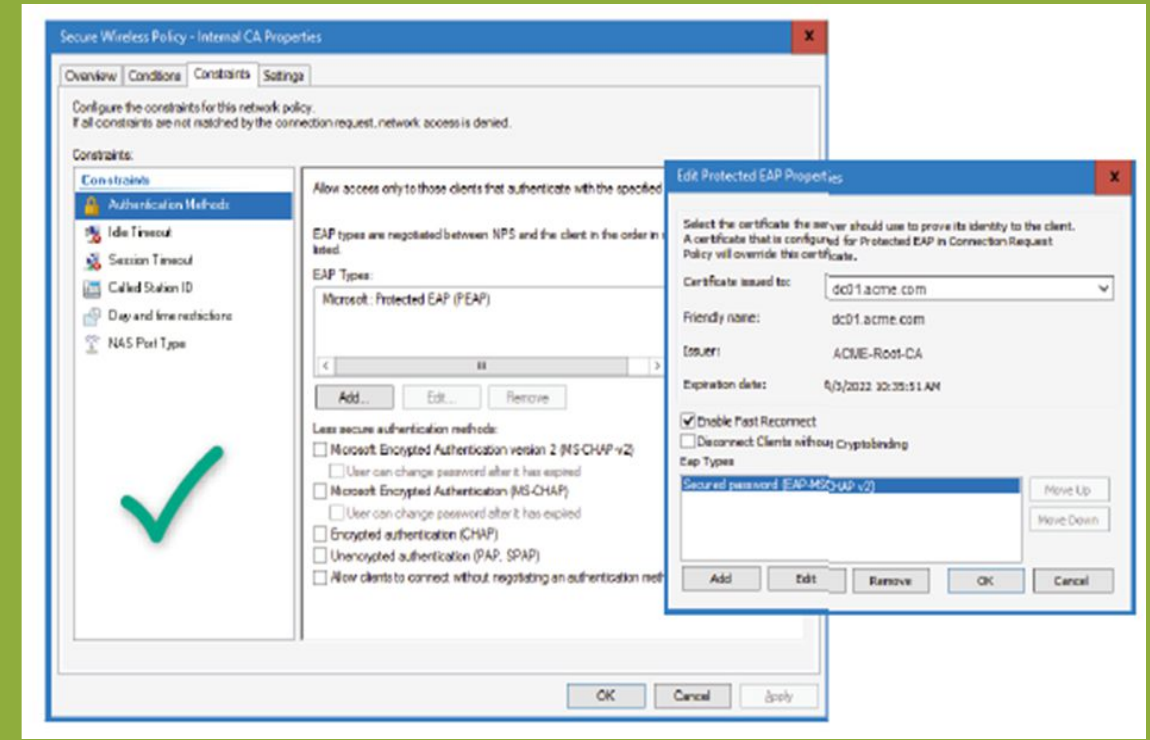 Secure Wireless Policy - Internal CA Properties
X
Overview
Conditions
Constraints
Settings
Configure the constraints for this network policy.
If all constraints are not matched by the connection request, network access is denied.
Constraints:
Constraints
Authentication Methods
Idle Timeout
Session Timeout
Called Station ID
Day and time restrictions
NAS Port Type
Allow access only to those clients that authenticate with the specified
EAP types are negotiated between NPS and the client in the order in
listed.
EAP Types:
Microsoft: Protected EAP (PEAP)
Add...
Edit...
Remove
Less secure authentication methods:
Microsoft Encrypted Authentication version 2 (MS-CHAP-v2)
User can change password after it has expired
Microsoft Encrypted Authentication (MS-CHAP)
User can change password after it has expired
Encrypted authentication (CHAP)
Unencrypted authentication (PAP, SPAP)
Allow clients to connect without negotiating an authentication
OK
Cancel
Apply
Edit Protected EAP Properties
X
Select the certificate the server should use to prove its identity to the client.
A certificate that is configured for Protected EAP in Connection Request
Policy will override this certificate.
Certificate issued to:
dc01.acme.com
Friendly name:
dc01.acme.com
Issuer:
ACME-Root-CA
Expiration date:
10:35:51 AM
Enable Fast Reconnect
Disconnect Clients without Cryptobinding
Eap Types
Secured password (EAP-MSCHAP v2)
Move Up
Move Down
Add
Edit
Remove
OK
Cancel